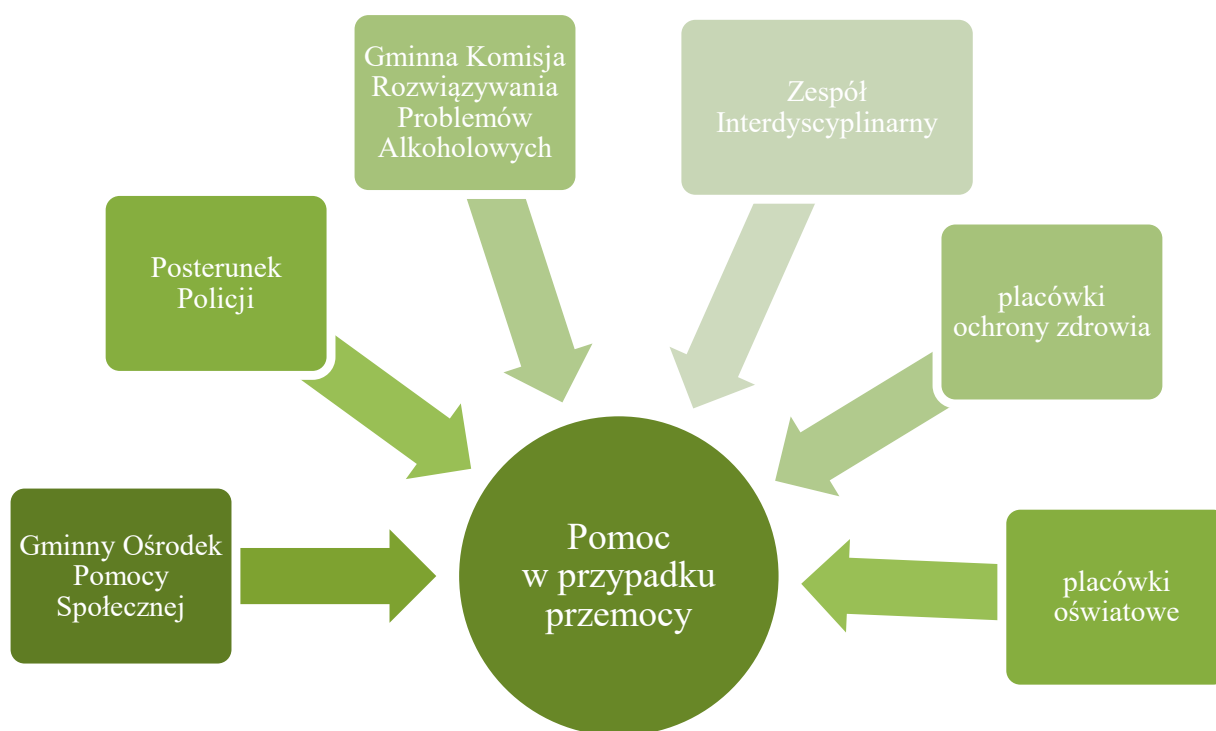 Gminna Komisja
Rozwiązywania
Problemów
Alkoholowych
Zespół
Interdyscyplinarny
Posterunek
Policji
placówki
ochrony zdrowia
Gminny Ośrodek
Pomocy
Społecznej
Pomoc
w przypadku
przemocy
placówki
oświatowe